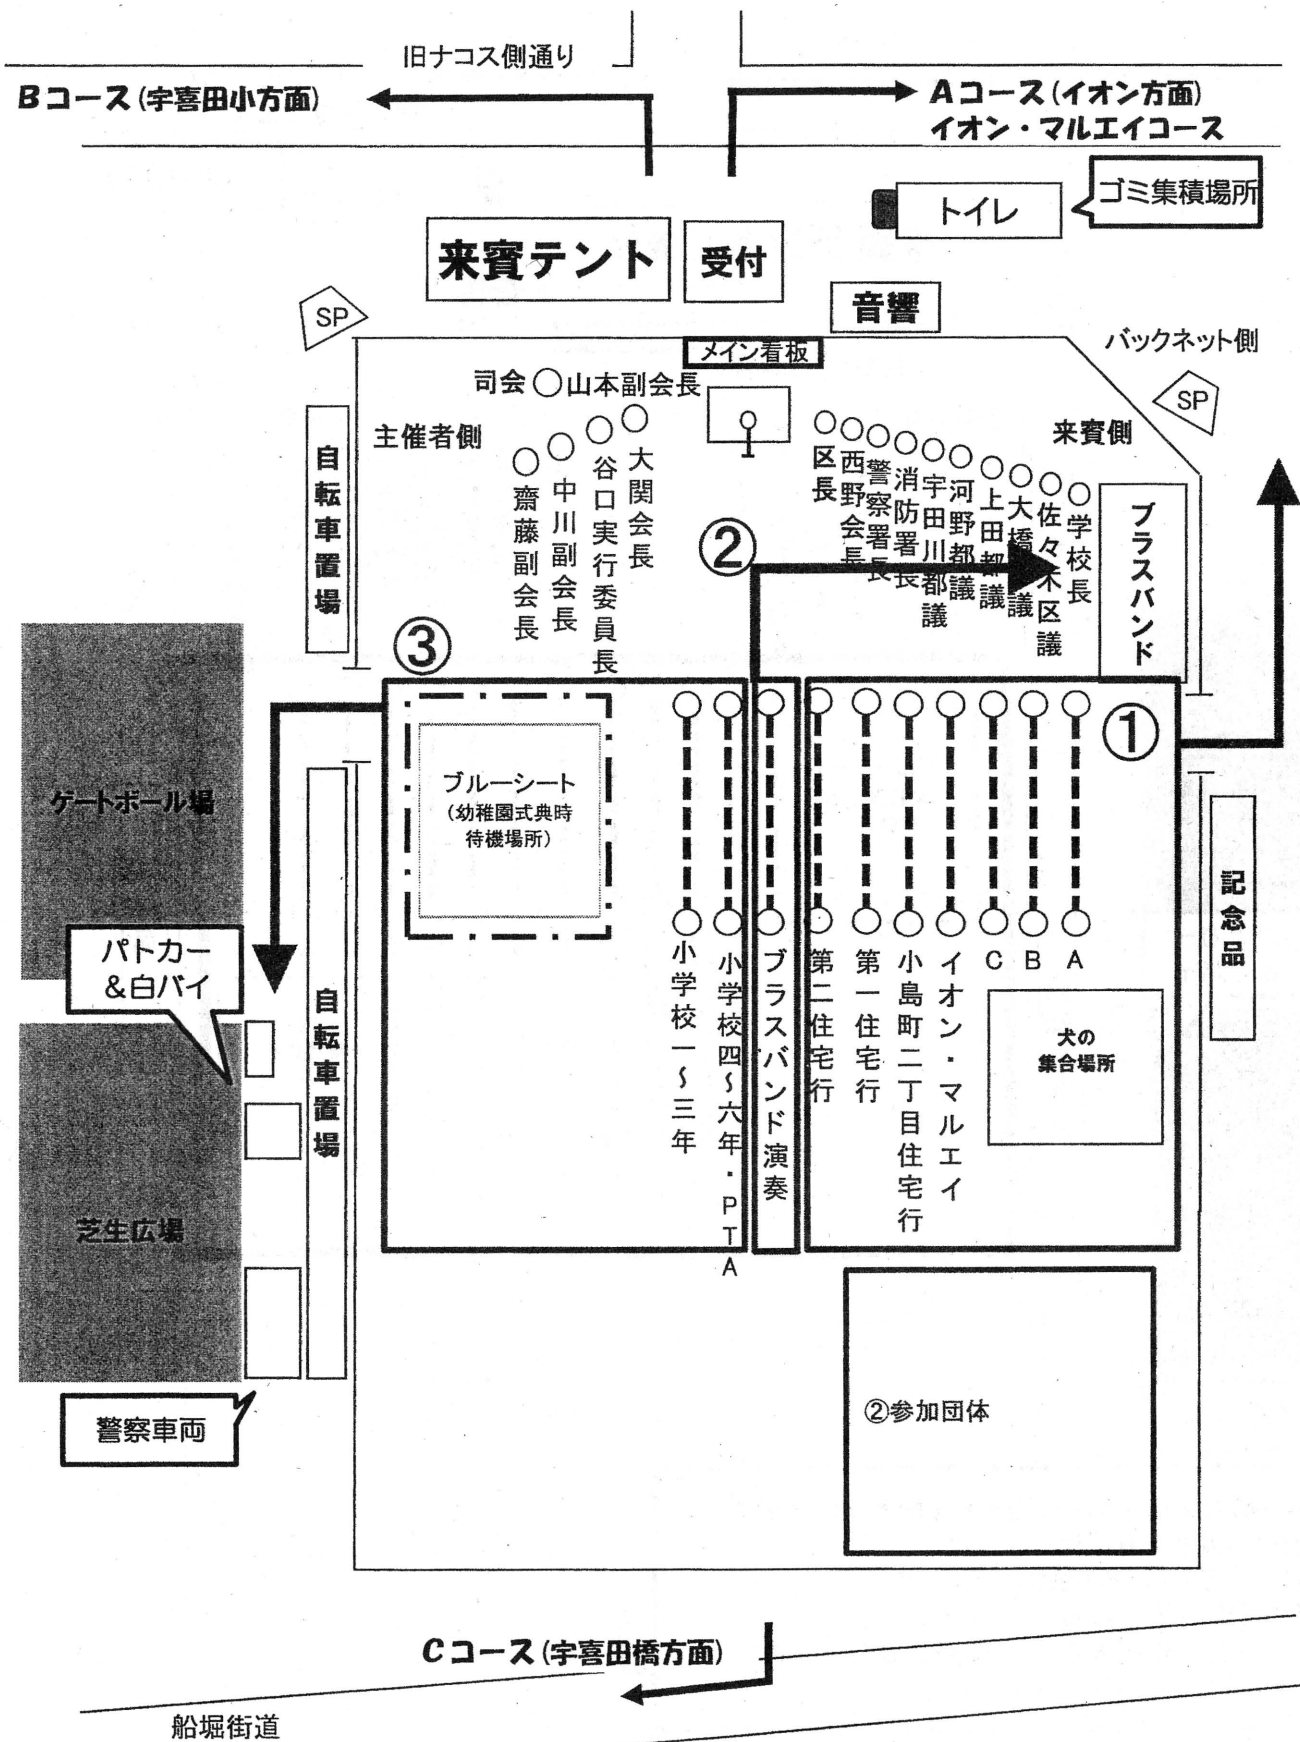 旧ナコス側通り
Bコース(宇喜田小方面)
Aコース(イオン方面)
イオン・マルエイコース
トイレ
ゴミ集積場所
来賓テント
受付
音響
SP
メイン看板
バックネット側
SP
司会
山本副会長
主催者側
来賓側
大関会長
谷口実行委員長
中川副会長
齋藤副会長
区長
西野会長
警察署長
消防署長
宇田川都議
河野都議
上田都議
大橋議
佐々木区議
学校長
ブラスバンド
自転車置場
②
③
①
ブルーシート
(幼稚園式典時
待機場所)
ゲートボール場
パトカー
&白バイ
自転車置場
記念品
小学校一~三年
小学校四~六年・PTA
ブラスバンド演奏
第二住宅行
第一住宅行
小島町二丁目住宅行
イオン・マルエイ
C
B
A
犬の
集合場所
芝生広場
警察車両
②参加団体
Cコース(宇喜田橋方面)
船堀街道